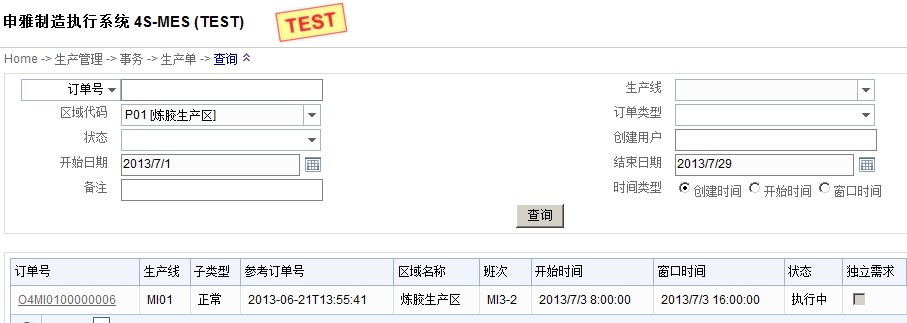 申雅制造执行系统 4S-MES (TEST) TEST
Home -> 生产管理 -> 事务 -> 生产单 -> 查询
订单号 生产线
区域代码 P01 [炼胶生产区] 订单类型
状态 创建用户
开始日期 2013/7/1 结束日期 2013/7/29
备注 时间类型 创建时间 开始时间 窗口时间
查询
订单号 生产线 子类型 参考订单号 区域名称 班次 开始时间 窗口时间 状态 独立需求
O4MI0100000006 MI01 正常 2013-06-21T13:55:41 炼胶生产区 MI3-2 2013/7/3 8:00:00 2013/7/3 16:00:00 执行中